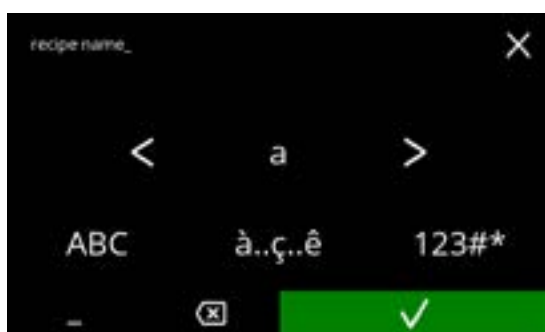 recipe name_
< a >
ABC à..ç..ê 123#*
_